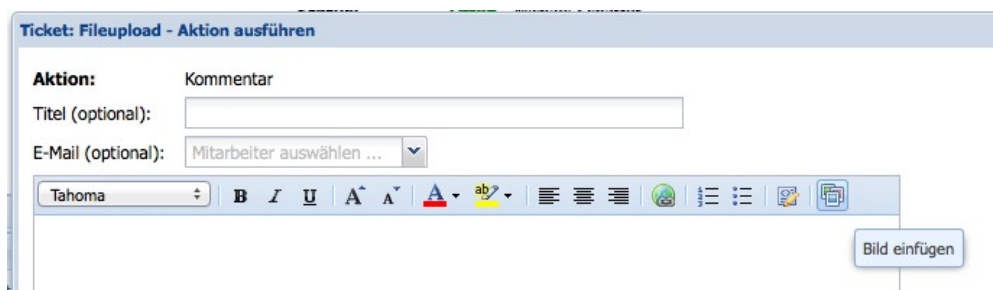 Ticket: Fileupload - Aktion ausführen
Aktion: Kommentar
Titel (optional):
E-Mail (optional): Mitarbeiter auswählen ...
Tahoma B I U A A A ab
Bild einfügen